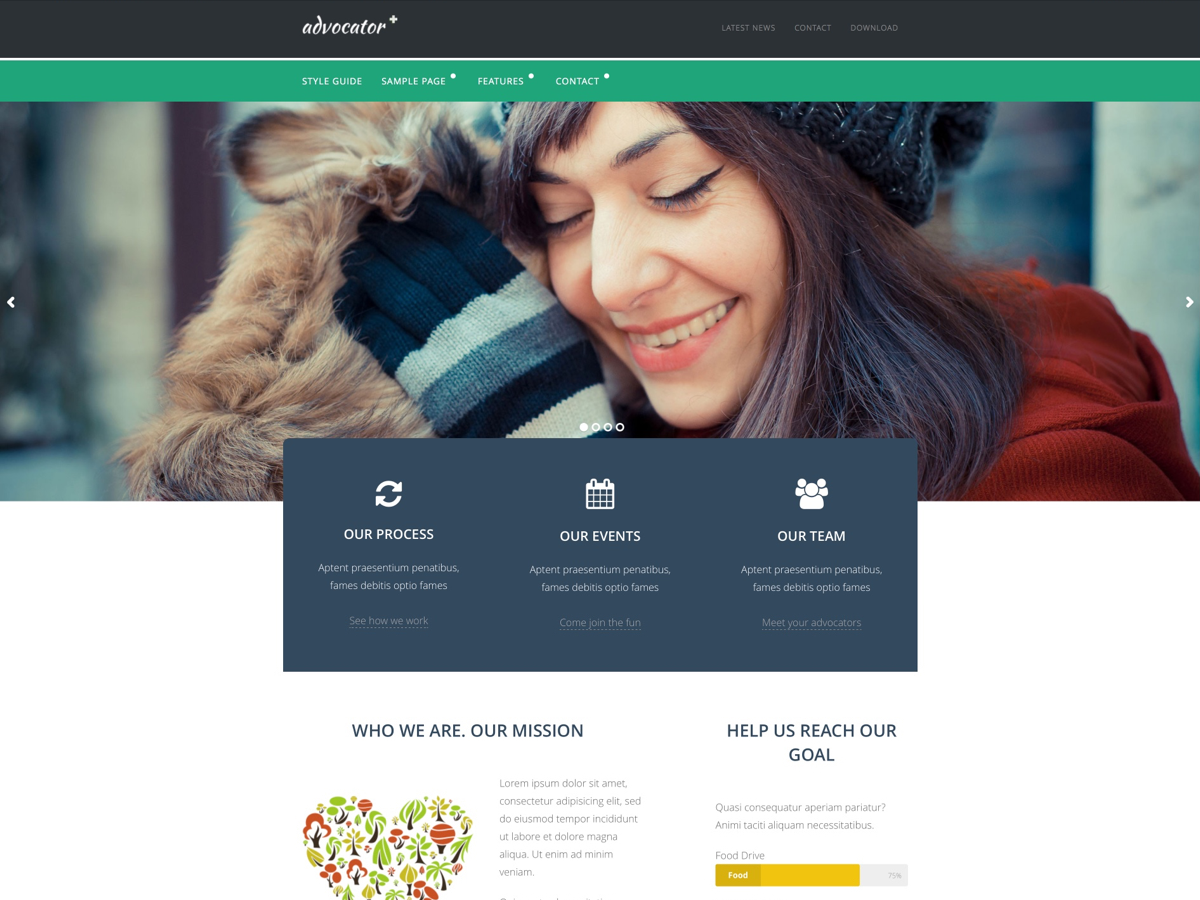 advocator
LATEST NEWS CONTACT DOWNLOAD
STYLE GUIDE SAMPLE PAGE FEATURES CONTACT
OUR PROCESS
Aptent praesentium penatibus,
fames debitis optio fames
See how we work
OUR EVENTS
Aptent praesentium penatibus,
fames debitis optio fames
Come join the fun
OUR TEAM
Aptent praesentium penatibus,
fames debitis optio fames
Meet your advocators
WHO WE ARE. OUR MISSION
Lorem ipsum dolor sit amet,
consectetur adipisicing elit, sed
do eiusmod tempor incididunt
ut labore et dolore magna
aliqua. Ut enim ad minim
veniam.
HELP US REACH OUR
GOAL
Quasi consequatur aperiam pariatur?
Animi taciti aliquam necessitatibus.
Food Drive
Food 75%